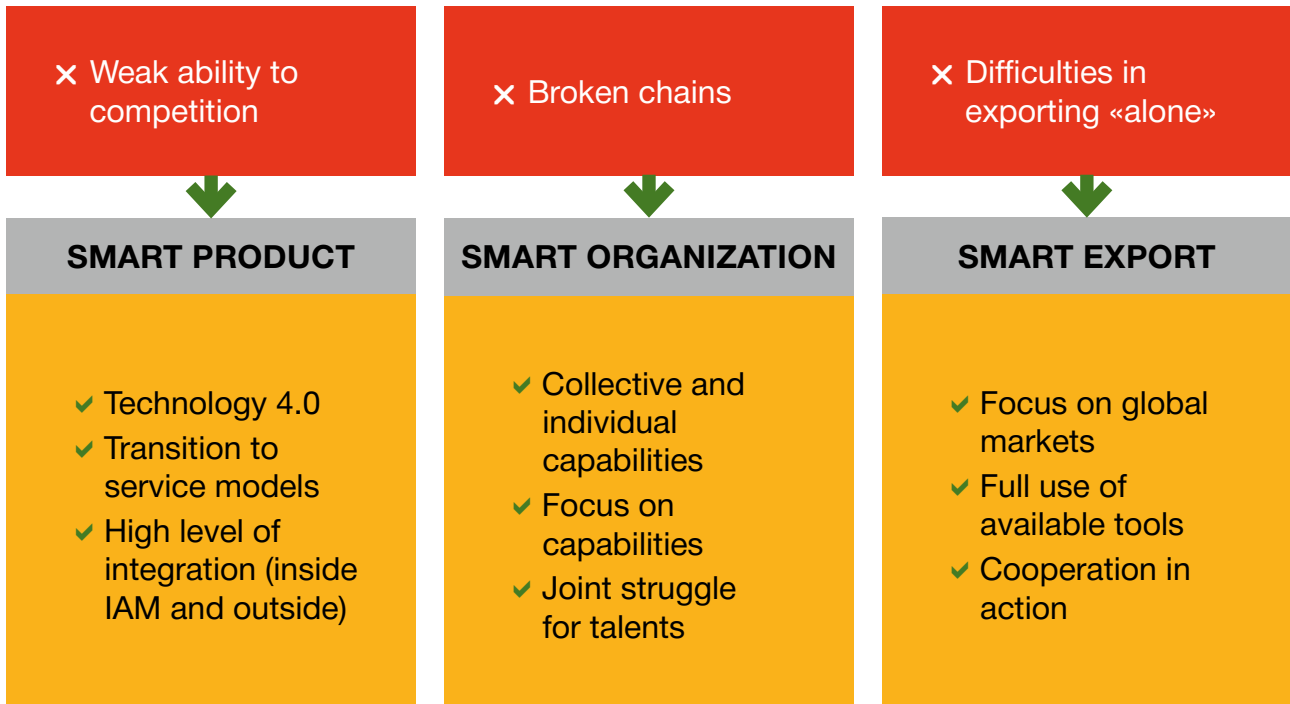 × Weak ability to
competition
SMART PRODUCT
✓ Technology 4.0
✓ Transition to
service models
✓ High level of
integration (inside
IAM and outside)
× Broken chains
SMART ORGANIZATION
✓ Collective and
individual
capabilities
✓ Focus on
capabilities
✓ Joint struggle
for talents
× Difficulties in
exporting «alone»
SMART EXPORT
✓ Focus on global
markets
✓ Full use of
available tools
✓ Cooperation in
action